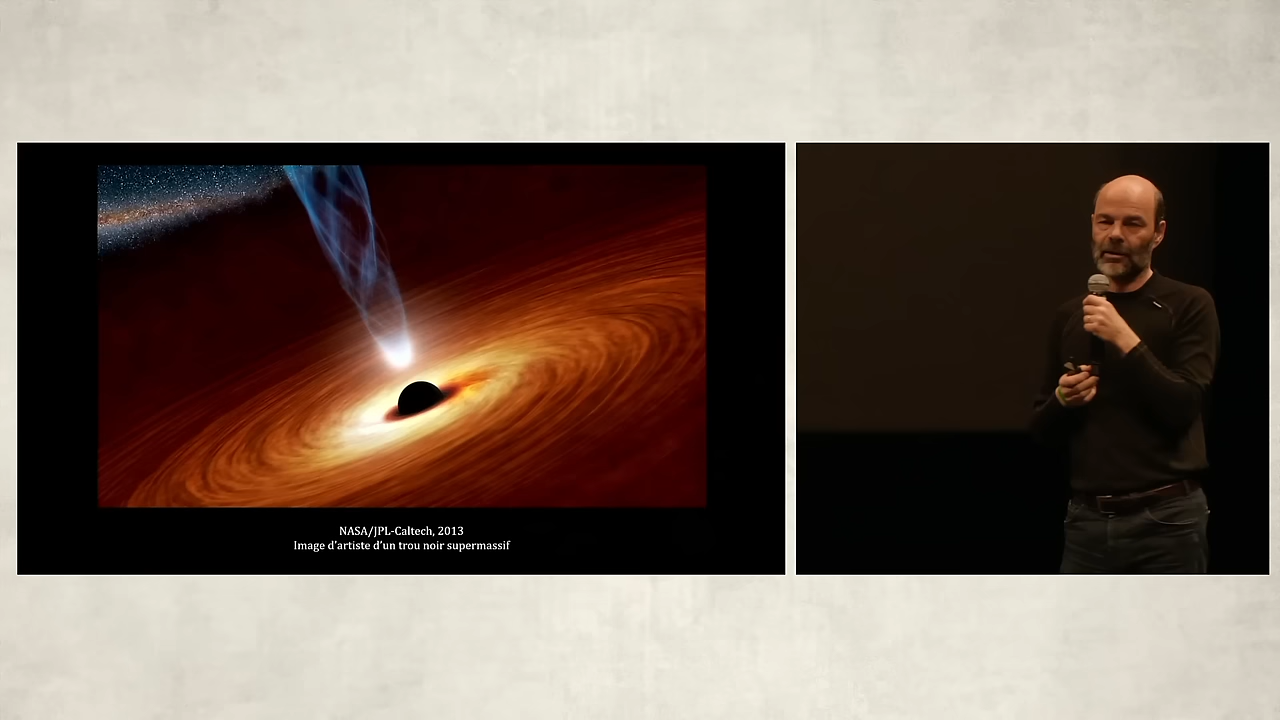 NASA/JPL-Caltech, 2013
Image d'artiste d'un trou noir supermassif